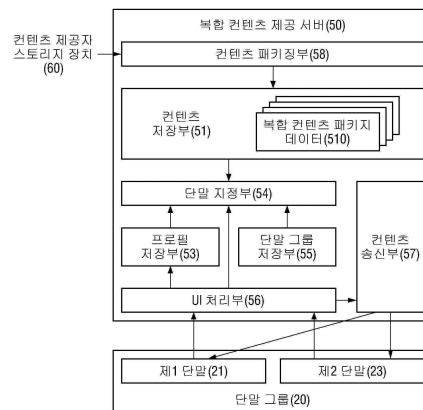 복합 컨텐츠 제공 서버(50)
컨텐츠 제공자
스토리지 장치
(60)
컨텐츠 패키징부(58)
컨텐츠
저장부(51)
복합 컨텐츠 패키지
데이터(510)
단말 지정부(54)
프로필
저장부(53)
단말 그룹
저장부(55)
컨텐츠
송신부(57)
UI 처리부(56)
제1 단말(21)
제2 단말(23)
단말 그룹(20)